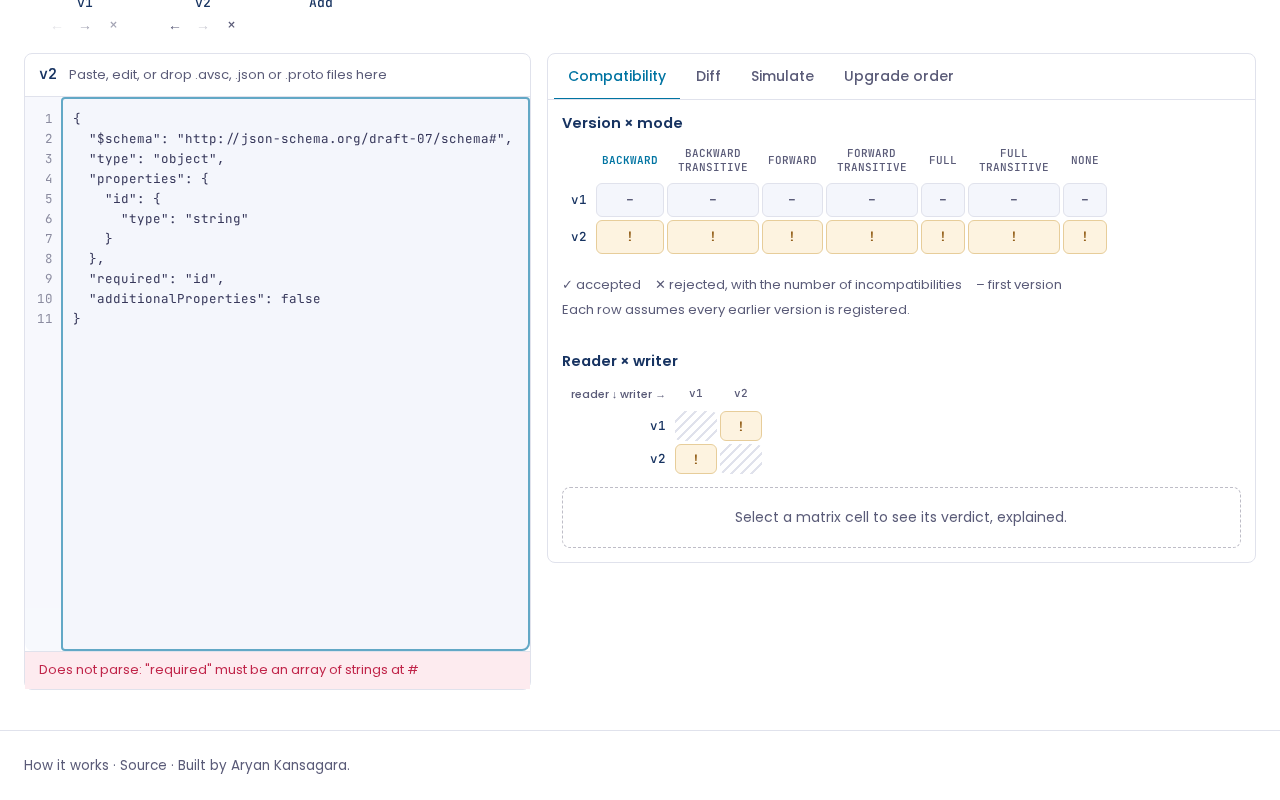 v1 v2 Add
← → × ← → ×
v2 Paste, edit, or drop .avsc, .json or .proto files here
1 {
2 "$schema": "http://json-schema.org/draft-07/schema#",
3 "type": "object",
4 "properties": {
5 "id": {
6 "type": "string"
7 }
8 },
9 "required": "id",
10 "additionalProperties": false
11 }
Does not parse: "required" must be an array of strings at #
Compatibility Diff Simulate Upgrade order
Version × mode
BACKWARD BACKWARD TRANSITIVE FORWARD FORWARD TRANSITIVE FULL FULL TRANSITIVE NONE
v1 – – – – – – –
v2 ! ! ! ! ! ! !
✓ accepted ✕ rejected, with the number of incompatibilities – first version
Each row assumes every earlier version is registered.
Reader × writer
reader ↓ writer → v1 v2
v1 !
v2 !
Select a matrix cell to see its verdict, explained.
How it works · Source · Built by Aryan Kansagara.